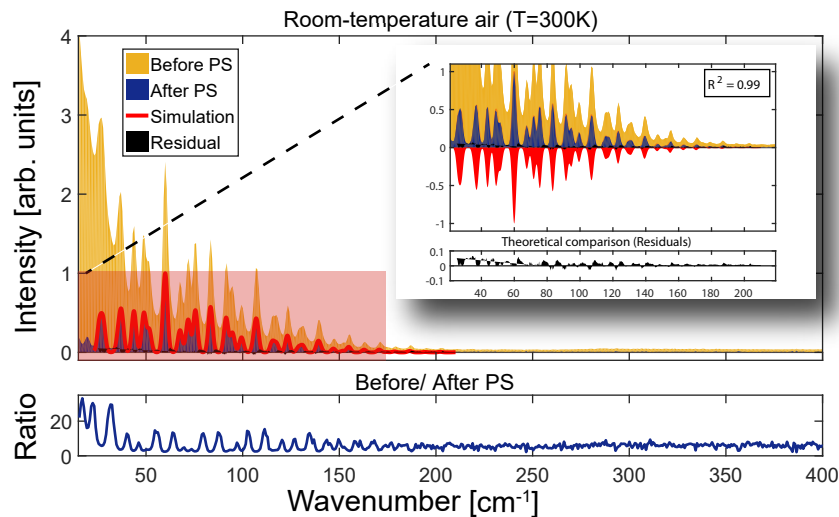 Room-temperature air (T=300K)
Intensity [arb. units]
4
3
2
1
0
Before PS
After PS
Simulation
Residual
R² = 0.99
1
0.5
0
-0.5
-1
Theoretical comparison (Residuals)
0.1
0
-0.1
40 60 80 100 120 140 160 180 200
Before/ After PS
Ratio
20
0
50 100 150 200 250 300 350 400
Wavenumber [cm⁻¹]